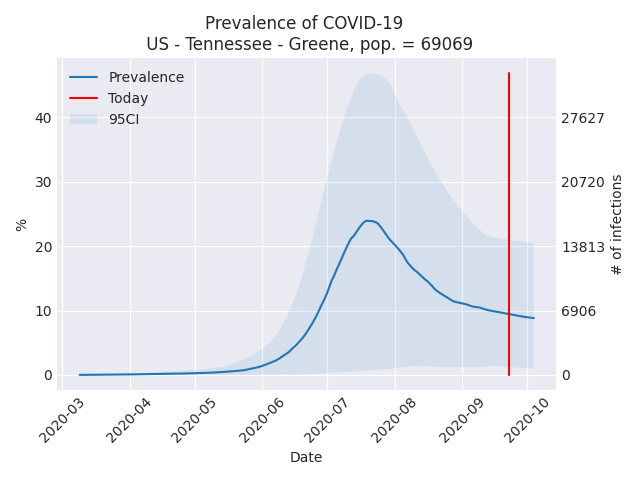 Prevalence of COVID-19
US - Tennessee - Greene, pop. = 69069
Prevalence
Today
95CI
%
40
30
20
10
0
27627
20720
13813
6906
0
# of infections
2020-03
2020-04
2020-05
2020-06
2020-07
2020-08
2020-09
2020-10
Date